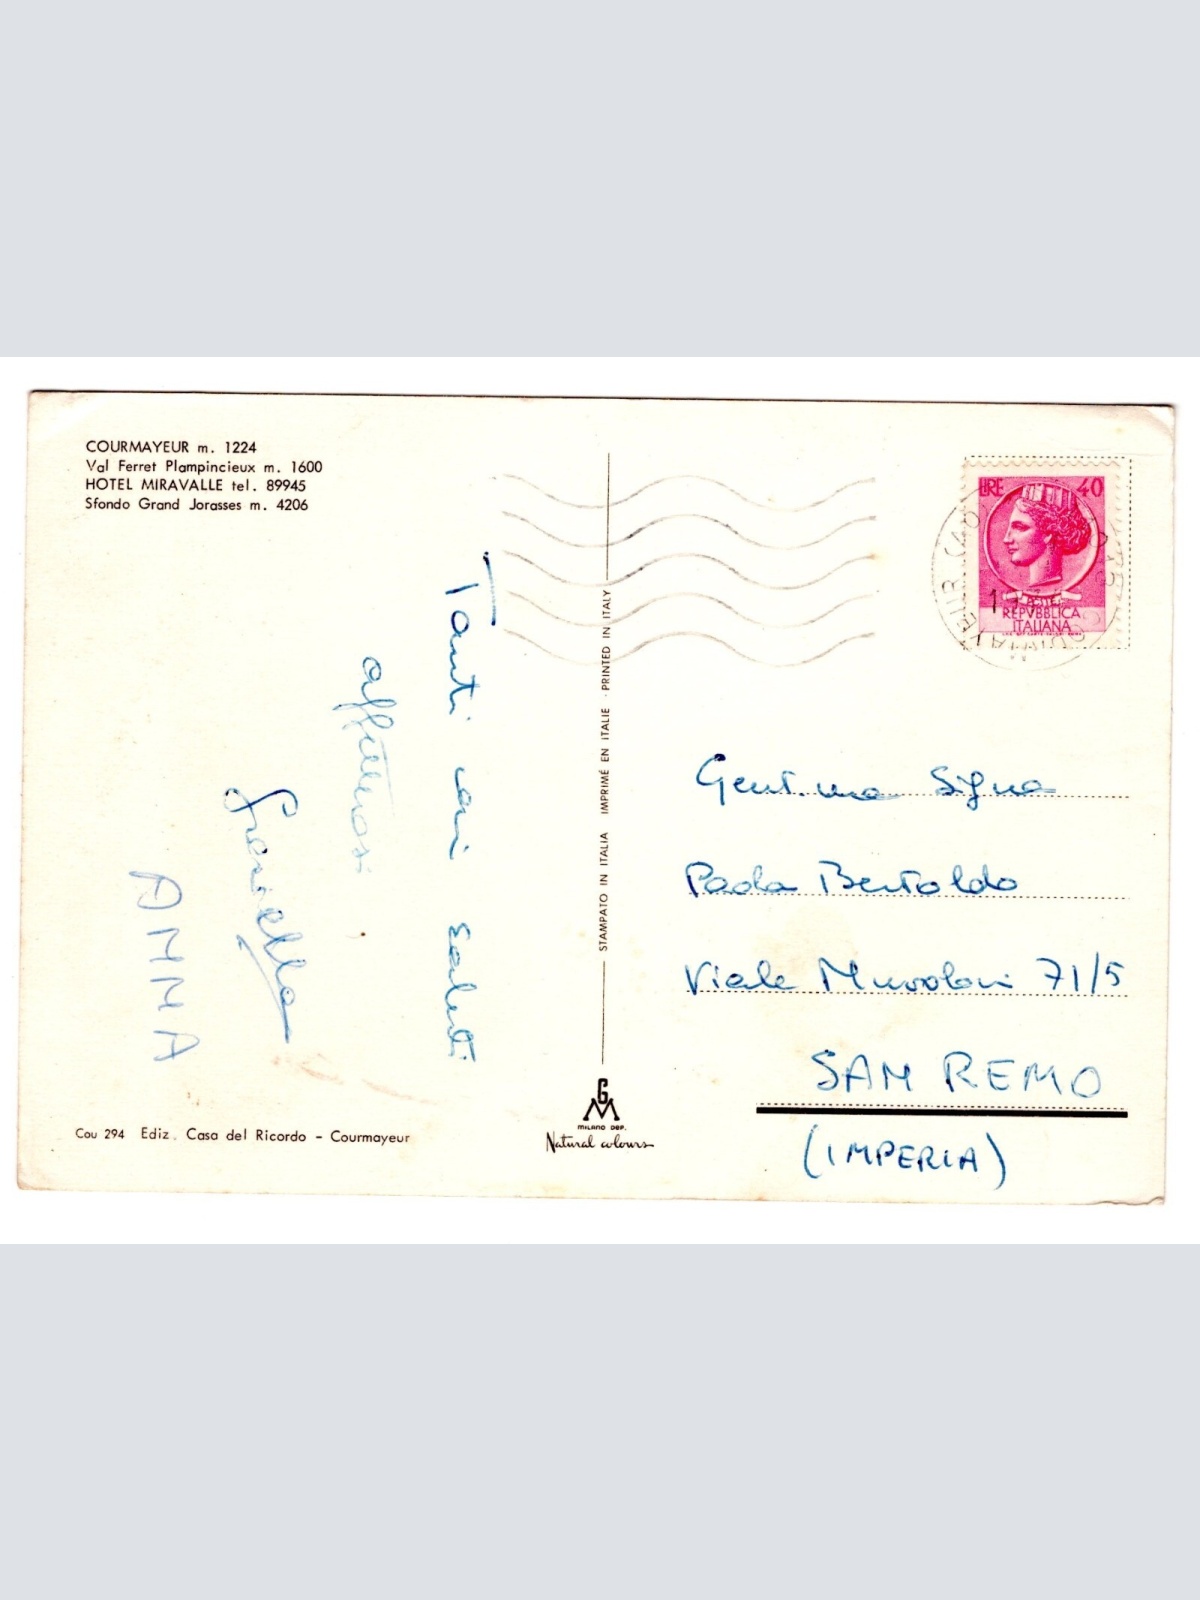 COURMAYEUR m. 1224
Val Ferret Plampincieux m. 1600
HOTEL MIRAVALLE tel. 89945
Sfondo Grand Jorasses m. 4206
Tanti cari saluti
affettuosi
Graziella
ANNA
Cou 294 Ediz. Casa del Ricordo - Courmayeur
STAMPATO IN ITALIA IMPRIMÉ EN ITALIE - PRINTED IN ITALY
GM
MILANO DEP.
Natural colours
LIRE 40
REPVBBLICA
ITALIANA
Gent.ma Sig.na
Paola Bertoldo
Viale 71/5
SAN REMO
(IMPERIA)